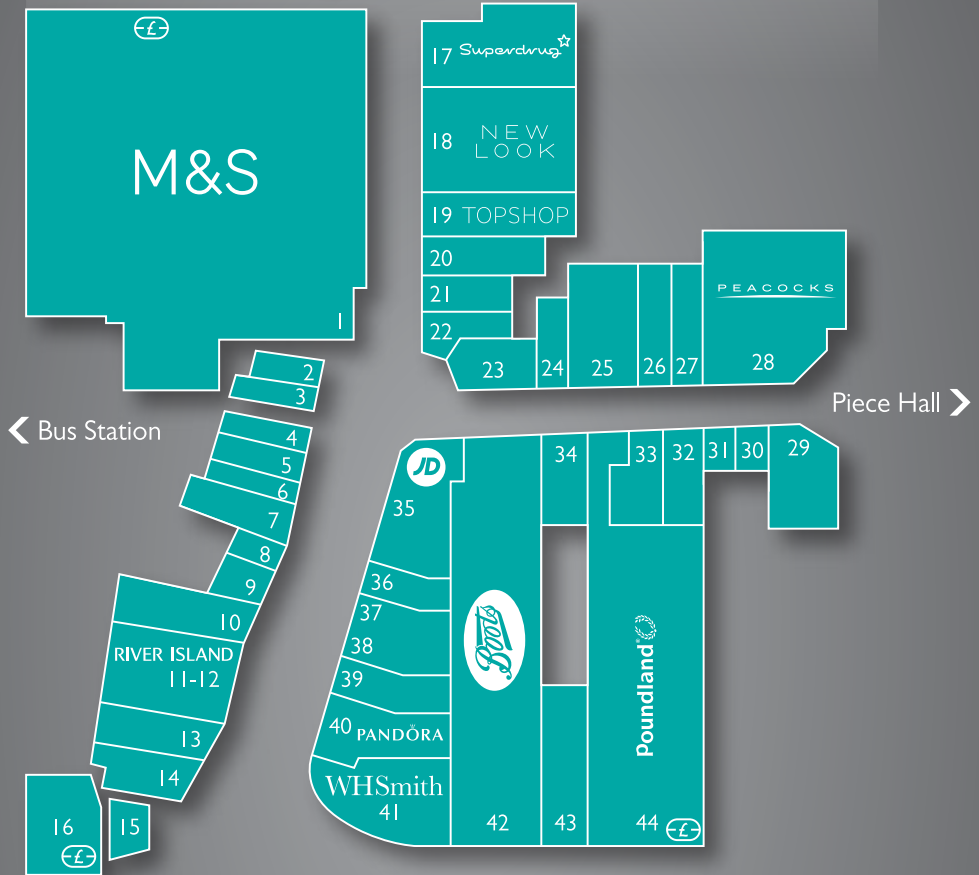 -£-
M&S
1
2
3
Bus Station
4
5
6
7
8
9
10
RIVER ISLAND
11-12
13
14
15
16
-£-
17 Superdrug
18 NEW
LOOK
19 TOPSHOP
20
21
22
23
24
25
26
27
PEACOCKS
28
Piece Hall
29
30
31
32
33
34
JD
35
36
37
38
39
40 PANDÖRA
WHSmith
41
Boots
42
43
Poundland
44 -£-